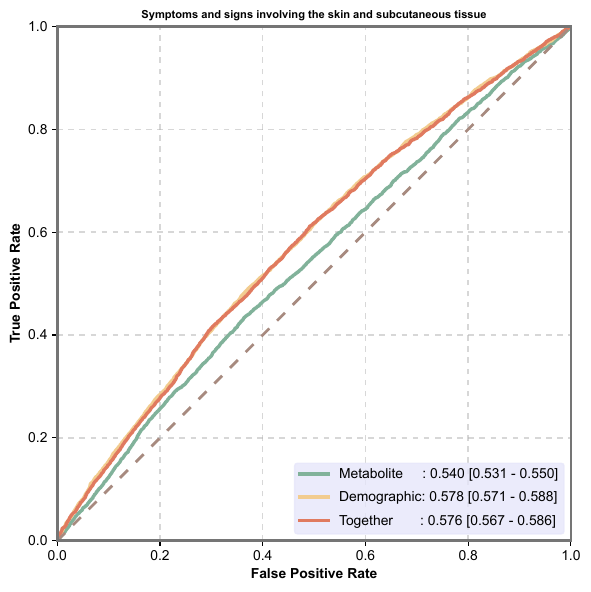 Symptoms and signs involving the skin and subcutaneous tissue
1.0
0.8
0.6
0.4
0.2
0.0
True Positive Rate
Metabolite : 0.540 [0.531 - 0.550]
Demographic: 0.578 [0.571 - 0.588]
Together : 0.576 [0.567 - 0.586]
0.0 0.2 0.4 0.6 0.8 1.0
False Positive Rate